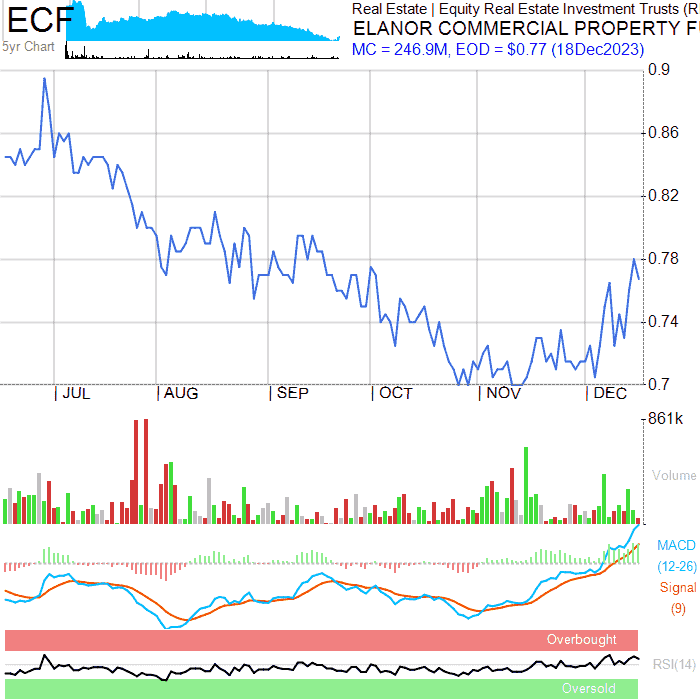 ECF
5yr Chart
Real Estate | Equity Real Estate Investment Trusts (R
ELANOR COMMERCIAL PROPERTY F
MC = 246.9M, EOD = $0.77 (18Dec2023)
0.9
0.86
0.82
0.78
0.74
0.7
JUL
AUG
SEP
OCT
NOV
DEC
861k
Volume
MACD
(12-26)
Signal
(9)
Overbought
RSI(14)
Oversold